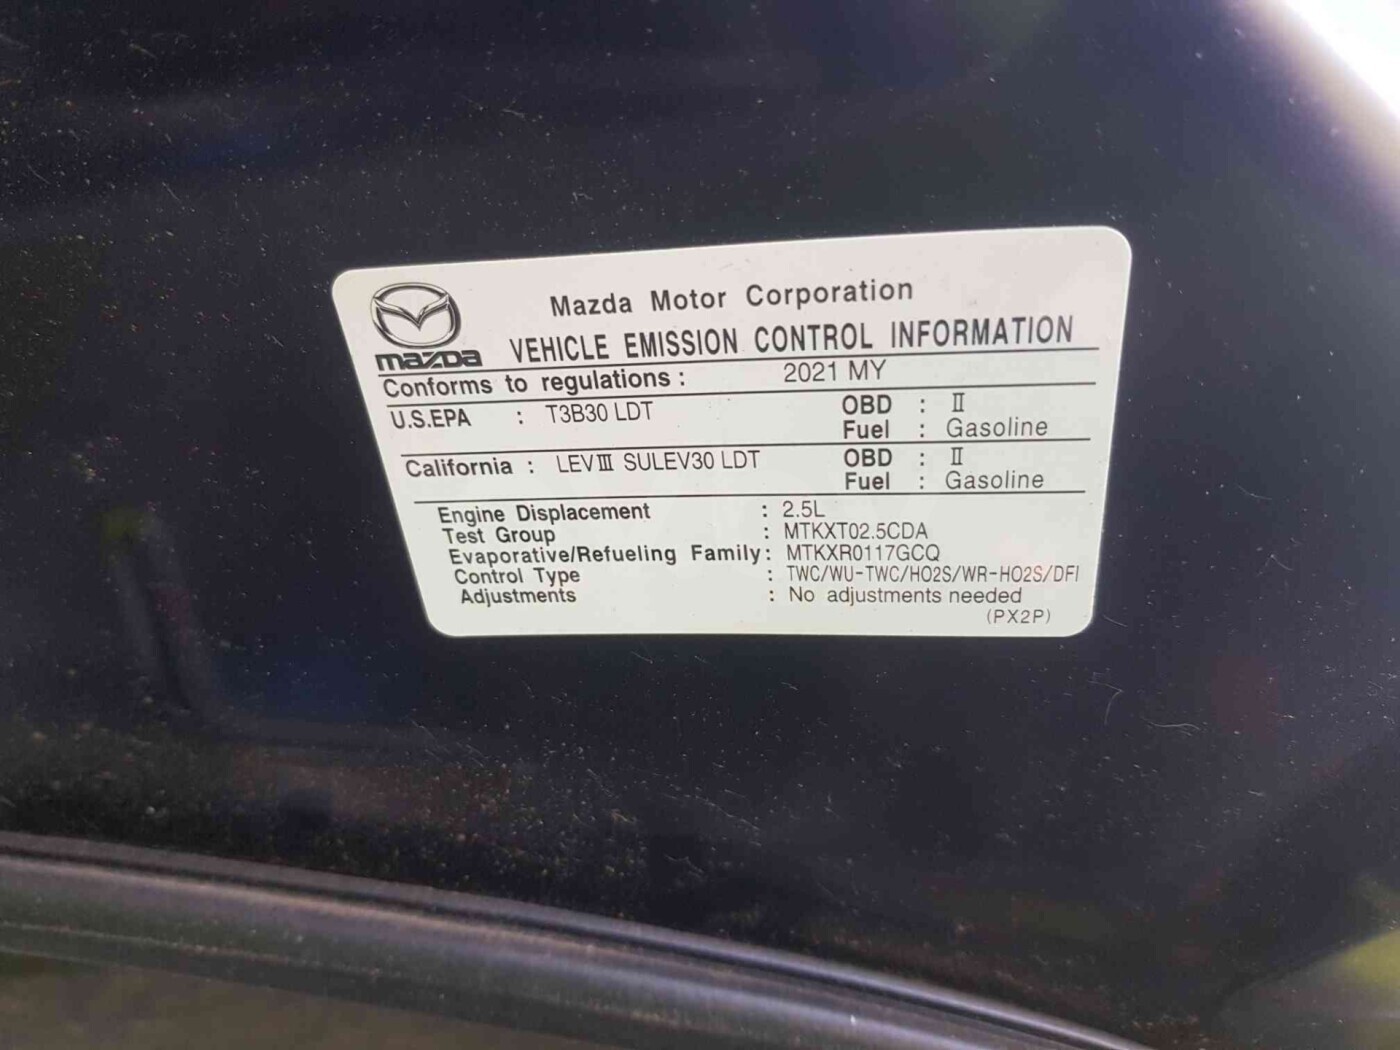 Mazda Motor Corporation
mazda VEHICLE EMISSION CONTROL INFORMATION
Conforms to regulations : 2021 MY
U.S.EPA : T3B30 LDT OBD : II
Fuel : Gasoline
California : LEVIII SULEV30 LDT OBD : II
Fuel : Gasoline
Engine Displacement : 2.5L
Test Group : MTKXT02.5CDA
Evaporative/Refueling Family : MTKXR0117GCQ
Control Type : TWC/WU-TWC/HO2S/WR-HO2S/DFI
Adjustments : No adjustments needed
(PX2P)